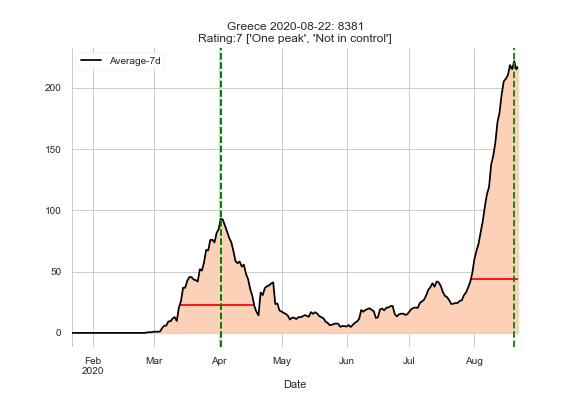 Greece 2020-08-22: 8381
Rating:7 ['One peak', 'Not in control']
Average-7d
200
150
100
50
0
Feb
2020
Mar
Apr
May
Jun
Jul
Aug
Date